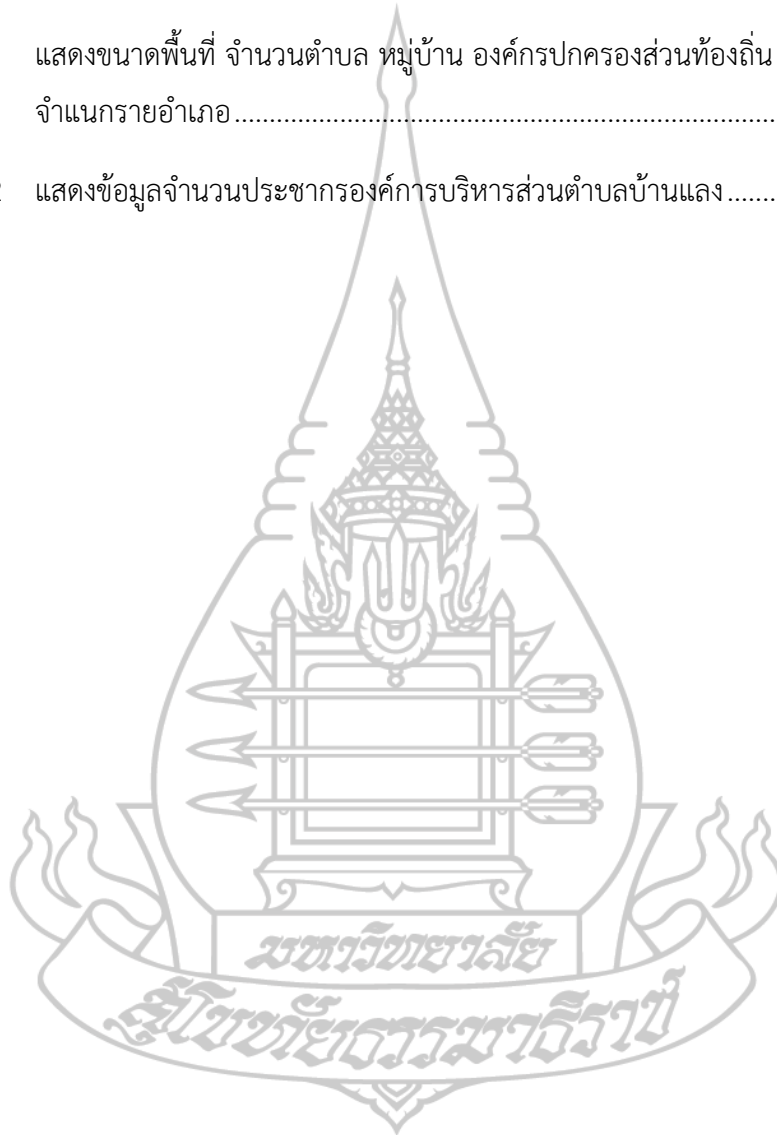 แสดงขนาดพื้นที่ จำนวนตำบล หมู่บ้าน องค์กรปกครองส่วนท้องถิ่น
จำแนกรายอำเภอ.............................................................................
แสดงข้อมูลจำนวนประชากรองค์การบริหารส่วนตำบลบ้านแลง.......
มหาวิทยาลัย
สุโขทัยธรรมาธิราช